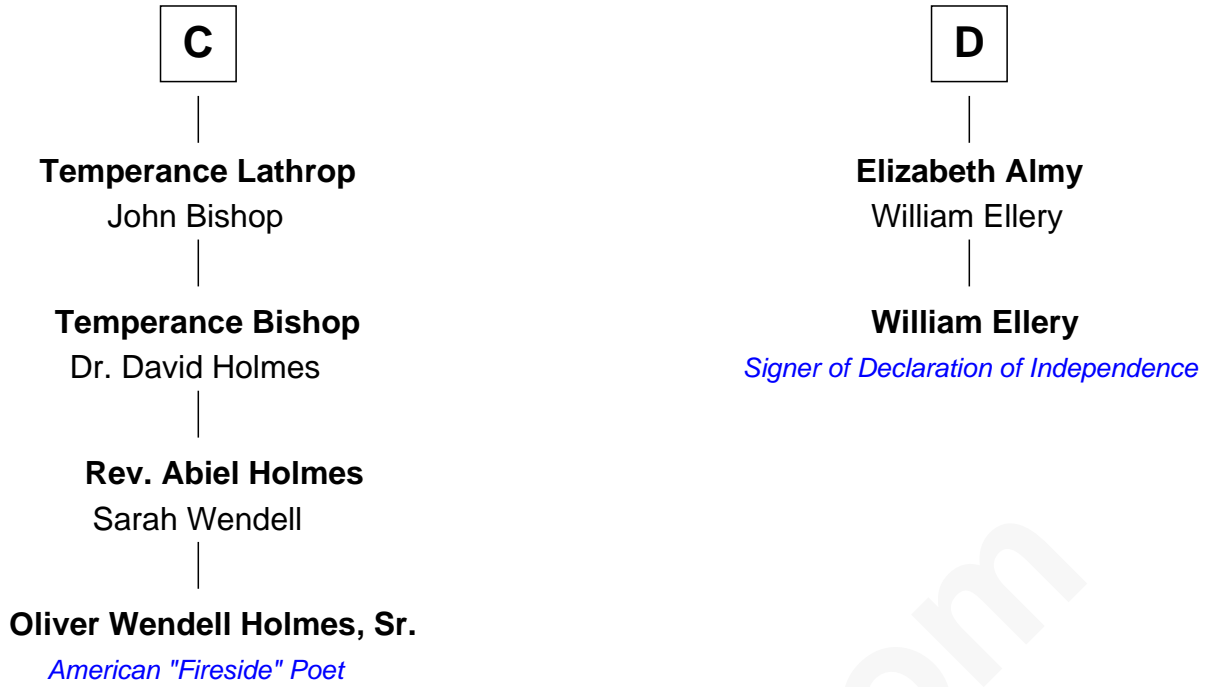 C
Temperance Lathrop
John Bishop
Temperance Bishop
Dr. David Holmes
Rev. Abiel Holmes
Sarah Wendell
Oliver Wendell Holmes, Sr.
American "Fireside" Poet
D
Elizabeth Almy
William Ellery
William Ellery
Signer of Declaration of Independence
om